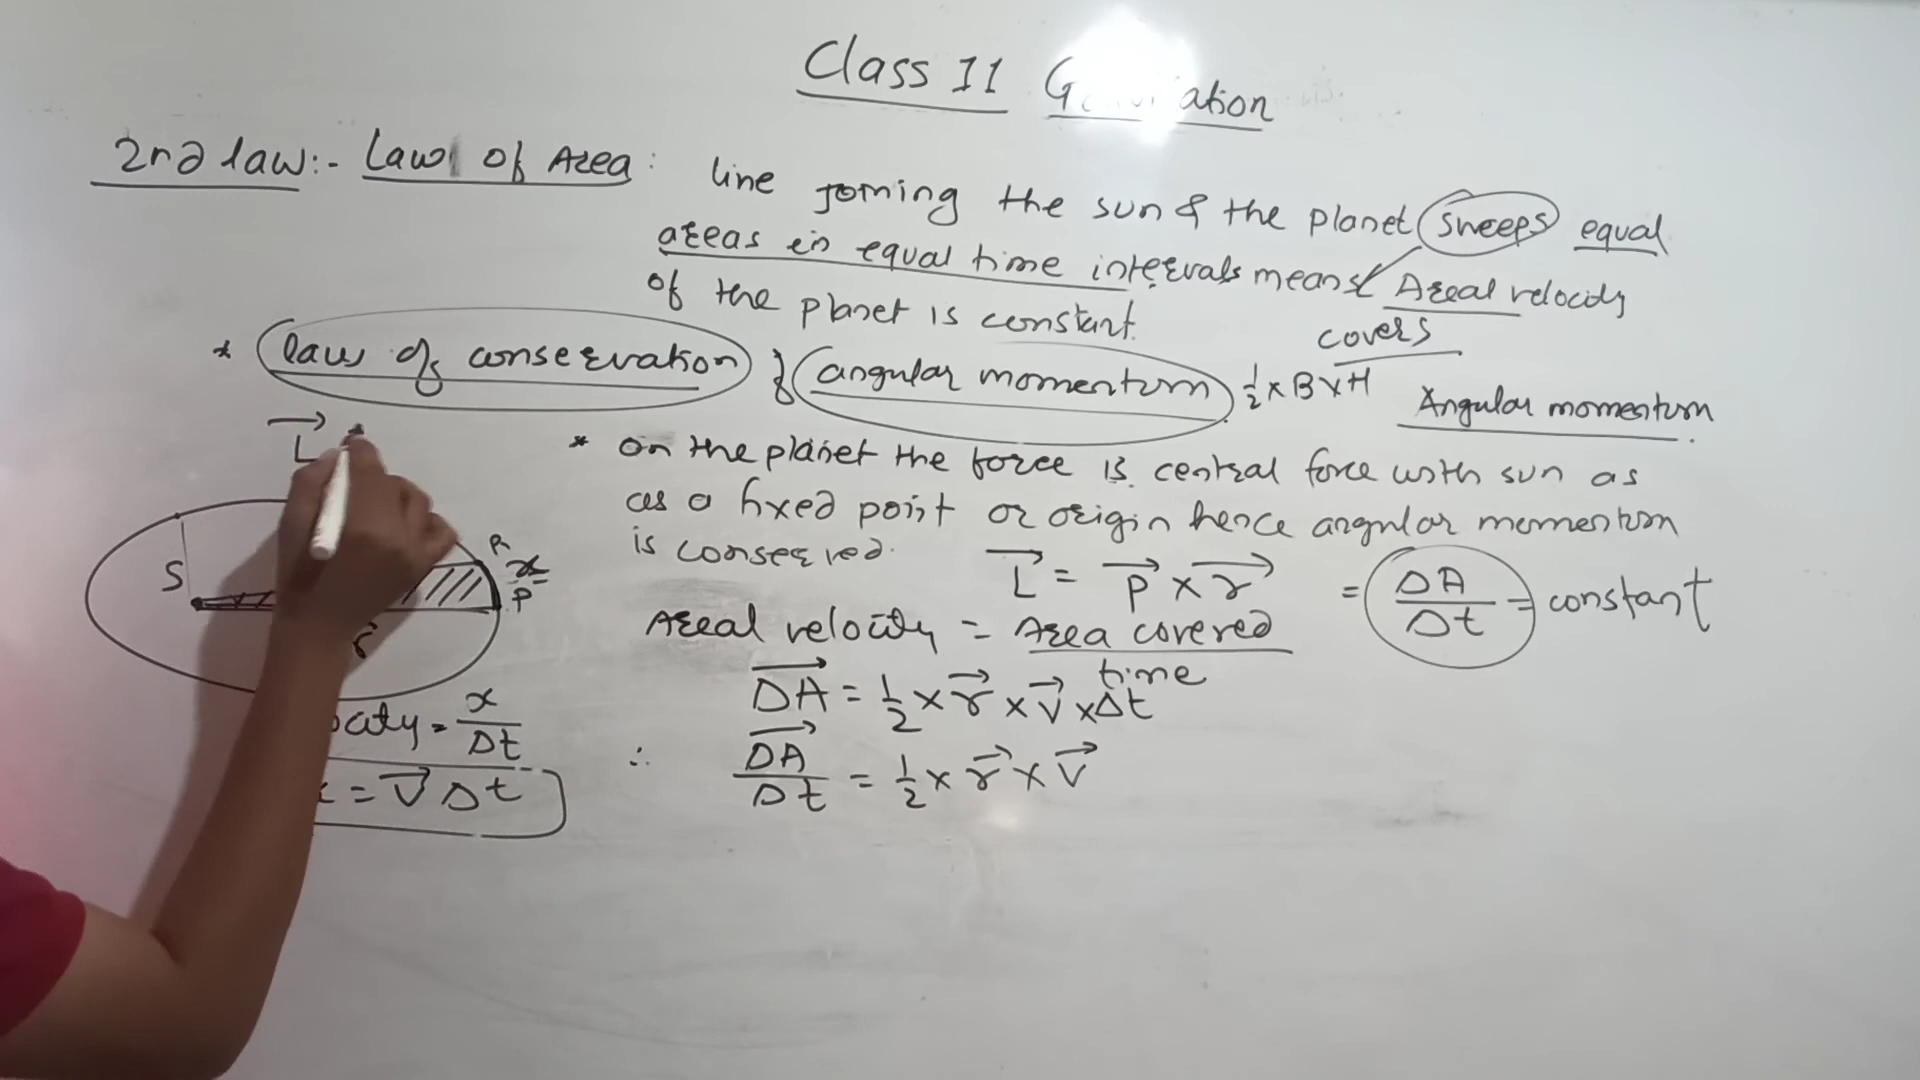 Class 11
2nd law:- Law of Area: line joining the sun & the planet sweeps equal
areas in equal time intervals means Areal velocity
of the planet is constant.
covers
* law of conservation of angular momentum
1/2 × B × H
Angular momentum
L
* on the planet the force is central force with sun as
as a fixed point or origin hence angular momentum
is conserved.
L = P × r
= ΔA/Δt = constant
S
R
x
P
r
Areal velocity = Area covered/time
ΔA = 1/2 × r × v × Δt
= x/Δt
= v Δt
∴ ΔA/Δt = 1/2 × r × v